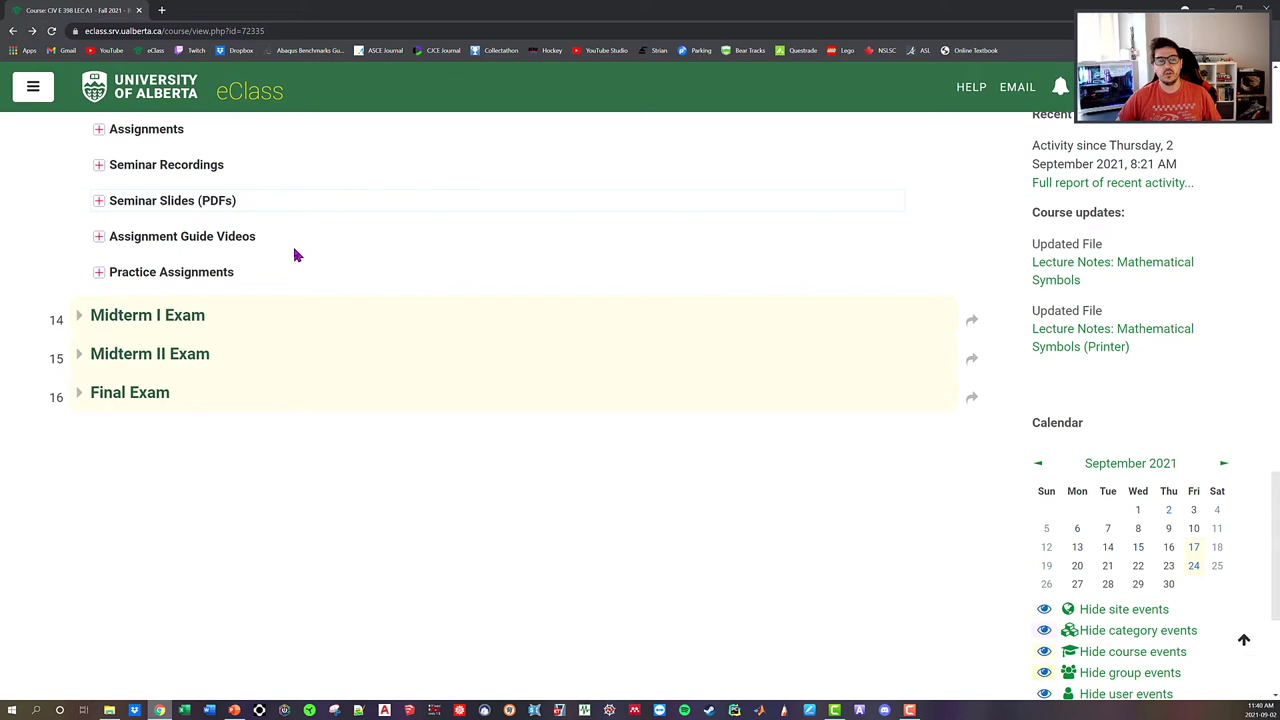 Course: CIV E 398 LEC A1 - Fall 2021 -
eclass.srv.ualberta.ca/course/view.php?id=72335
Apps
Gmail
YouTube
eClass
Twitch
Dropbox
Abaqus Benchmarks Gu...
ASCE Journal
CJCE Journal
Collectathon
Hockey
YouTube Studio
Strian
Parking
Bear Tracks
Questrade
Lego
NSLSC
ASL
Online Textbook
UNIVERSITY
OF ALBERTA
eClass
HELP
EMAIL
Assignments
Seminar Recordings
Seminar Slides (PDFs)
Assignment Guide Videos
Practice Assignments
14
Midterm I Exam
15
Midterm II Exam
16
Final Exam
Recent
Activity since Thursday, 2
September 2021, 8:21 AM
Full report of recent activity...
Course updates:
Updated File
Lecture Notes: Mathematical
Symbols
Updated File
Lecture Notes: Mathematical
Symbols (Printer)
Calendar
September 2021
Sun Mon Tue Wed Thu Fri Sat
1 2 3 4
5 6 7 8 9 10 11
12 13 14 15 16 17 18
19 20 21 22 23 24 25
26 27 28 29 30
Hide site events
Hide category events
Hide course events
Hide group events
Hide user events
11:40 AM
2021-09-02